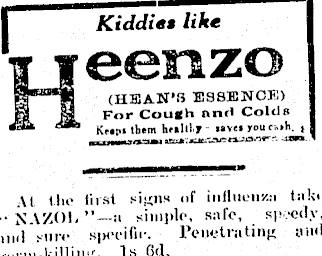 Kiddies like
Heenzo
(HEAN'S ESSENCE)
For Cough and Colds
Keeps them healthy - saves you cash,
At the first signs of influenza take
"NAZOL"—a simple, safe, speedy,
and sure specific. Penetrating and
germ-killing. 1s 6d.